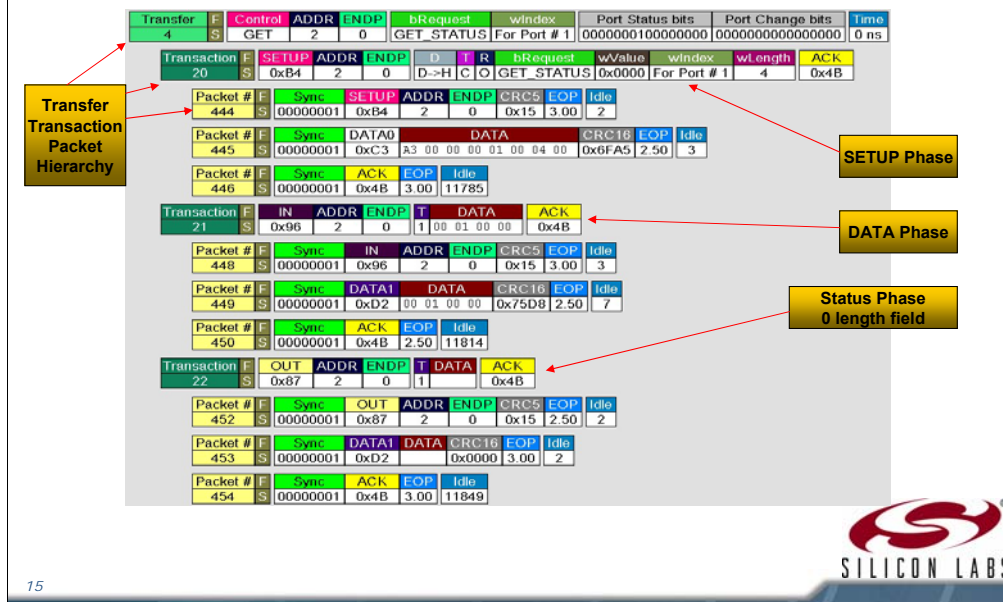 Transfer F Control ADDR ENDP bRequest wIndex Port Status bits Port Change bits Time
4 S GET 2 0 GET_STATUS For Port # 1 0000000100000000 0000000000000000 0 ns
Transaction F SETUP ADDR ENDP D T R bRequest wValue wIndex wLength ACK
20 S 0xB4 2 0 D->H C O GET_STATUS 0x0000 For Port # 1 4 0x4B
Packet # F Sync SETUP ADDR ENDP CRC5 EOP Idle
444 S 00000001 0xB4 2 0 0x15 3.00 2
Packet # F Sync DATA0 DATA CRC16 EOP Idle
445 S 00000001 0xC3 A3 00 00 00 01 00 04 00 0x6FA5 2.50 3
Packet # F Sync ACK EOP Idle
446 S 00000001 0x4B 3.00 11785
Transaction F IN ADDR ENDP T DATA ACK
21 S 0x96 2 0 1 00 01 00 00 0x4B
Packet # F Sync IN ADDR ENDP CRC5 EOP Idle
448 S 00000001 0x96 2 0 0x15 3.00 3
Packet # F Sync DATA1 DATA CRC16 EOP Idle
449 S 00000001 0xD2 00 01 00 00 0x75D8 2.50 7
Packet # F Sync ACK EOP Idle
450 S 00000001 0x4B 2.50 11814
Transaction F OUT ADDR ENDP T DATA ACK
22 S 0x87 2 0 1 0x4B
Packet # F Sync OUT ADDR ENDP CRC5 EOP Idle
452 S 00000001 0x87 2 0 0x15 2.50 2
Packet # F Sync DATA1 DATA CRC16 EOP Idle
453 S 00000001 0xD2 0x0000 3.00 2
Packet # F Sync ACK EOP Idle
454 S 00000001 0x4B 3.00 11849
Transfer
Transaction
Packet
Hierarchy
SETUP Phase
DATA Phase
Status Phase
0 length field
SILICON LABS
15